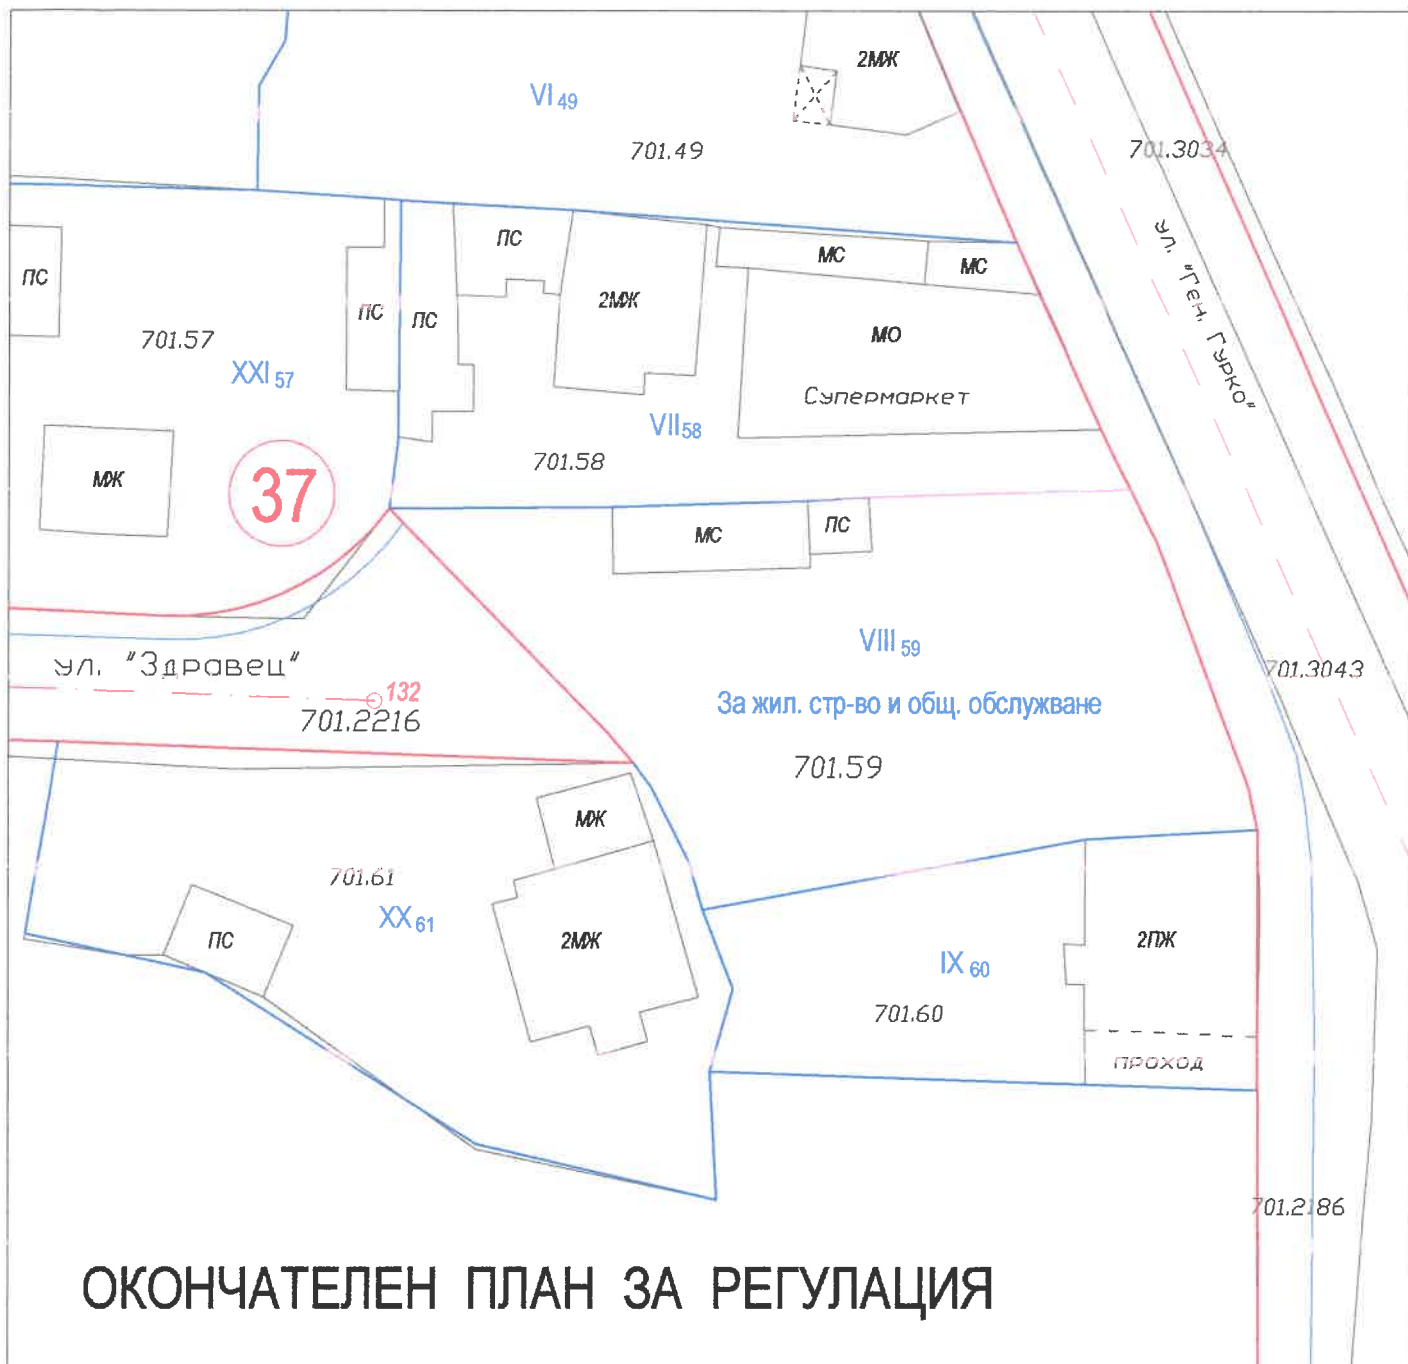 2МЖ
VI 49
701.49
701.3034
ул. "Ген. Гурко"
ПС
ПС
МС
МС
ПС
2МЖ
ПС
ПС
701.57
МО
XXI 57
Супермаркет
VII 58
701.58
МЖ
37
МС
ПС
VIII 59
ул. "Здравец"
701.3043
132
За жил. стр-во и общ. обслужване
701.2216
701.59
МЖ
701.61
XX 61
ПС
2МЖ
2ПЖ
IX 60
701.60
проход
701.2186
ОКОНЧАТЕЛЕН ПЛАН ЗА РЕГУЛАЦИЯ